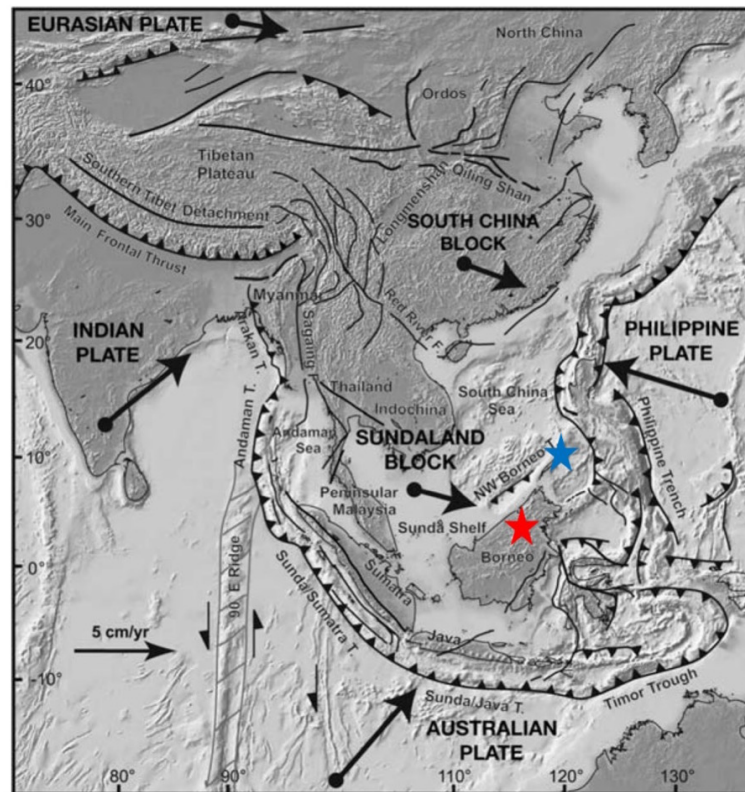 EURASIAN PLATE
North China
40°
Ordos
Tibetan
Plateau
Qiling Shan
Longmenshan
Southern Tibet Detachment
30°
Main Frontal Thrust
SOUTH CHINA
BLOCK
Myanmar
Arakan T.
Sagaing F.
Red River F.
INDIAN
PLATE
PHILIPPINE
PLATE
20°
Thailand
Indochina
South China
Sea
Andaman T.
Andaman
Sea
SUNDALAND
BLOCK
NW Borneo T.
Philippine Trench
10°
Peninsular
Malaysia
Sunda Shelf
Borneo
0°
90 E Ridge
Sunda/Sumatra T.
Sumatra
5 cm/yr
Java
-10°
Sunda/Java T.
Timor Trough
AUSTRALIAN
PLATE
80°
90°
110°
120°
130°